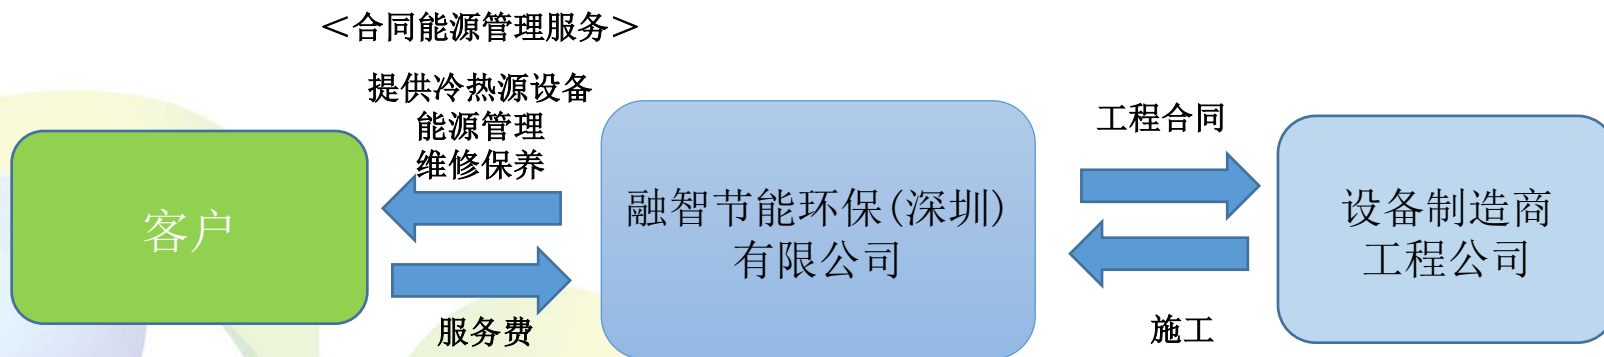 ＜合同能源管理服务＞
提供冷热源设备
能源管理
维修保养
客户
服务费
融智节能环保(深圳)
有限公司
工程合同
施工
设备制造商
工程公司